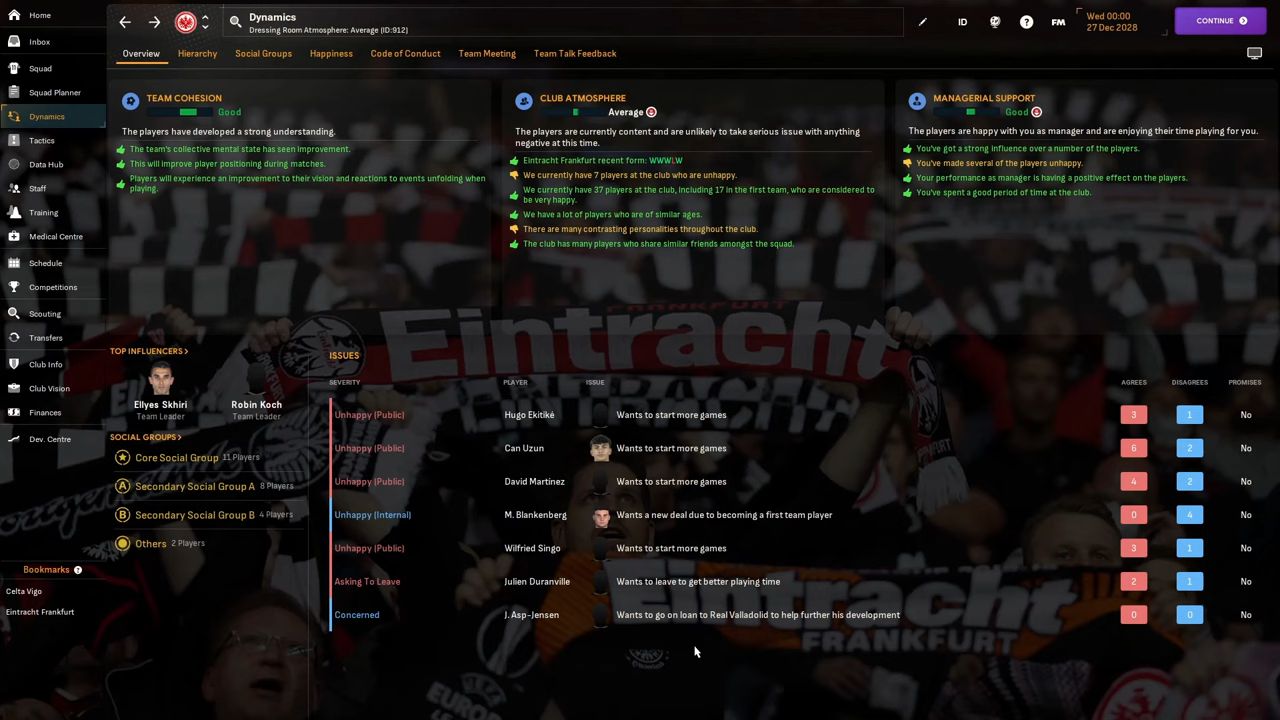 Home
Inbox
Squad
Squad Planner
Dynamics
Tactics
Data Hub
Staff
Training
Medical Centre
Schedule
Competitions
Scouting
Transfers
Club Info
Club Vision
Finances
Dev. Centre
Bookmarks ?
Celta Vigo
Eintracht Frankfurt
Dynamics
Dressing Room Atmosphere: Average (ID:912)
ID
?
FM
Wed 00:00
27 Dec 2028
CONTINUE
Overview
Hierarchy
Social Groups
Happiness
Code of Conduct
Team Meeting
Team Talk Feedback
TEAM COHESION
Good
The players have developed a strong understanding.
The team's collective mental state has seen improvement.
This will improve player positioning during matches.
Players will experience an improvement to their vision and reactions to events unfolding when
playing.
CLUB ATMOSPHERE
Average
The players are currently content and are unlikely to take serious issue with anything
negative at this time.
Eintracht Frankfurt recent form: WWWLW
We currently have 7 players at the club who are unhappy.
We currently have 37 players at the club, including 17 in the first team, who are considered to
be very happy.
We have a lot of players who are of similar ages.
There are many contrasting personalities throughout the club.
The club has many players who share similar friends amongst the squad.
MANAGERIAL SUPPORT
Good
The players are happy with you as manager and are enjoying their time playing for you.
You've got a strong influence over a number of the players.
You've made several of the players unhappy.
Your performance as manager is having a positive effect on the players.
You've spent a good period of time at the club.
TOP INFLUENCERS >
Ellyes Skhiri
Team Leader
Robin Koch
Team Leader
SOCIAL GROUPS >
Core Social Group 11 Players
A Secondary Social Group A 8 Players
B Secondary Social Group B 4 Players
Others 2 Players
ISSUES
SEVERITY PLAYER ISSUE AGREES DISAGREES PROMISES
Unhappy (Public) Hugo Ekitiké Wants to start more games 3 1 No
Unhappy (Public) Can Uzun Wants to start more games 6 2 No
Unhappy (Public) David Martínez Wants to start more games 4 2 No
Unhappy (Internal) M. Blankenberg Wants a new deal due to becoming a first team player 0 4 No
Unhappy (Public) Wilfried Singo Wants to start more games 3 1 No
Asking To Leave Julien Duranville Wants to leave to get better playing time 2 1 No
Concerned J. Asp-Jensen Wants to go on loan to Real Valladolid to help further his development 0 0 No
FRANKFURT
Eintracht
Eintracht
FRANKFURT